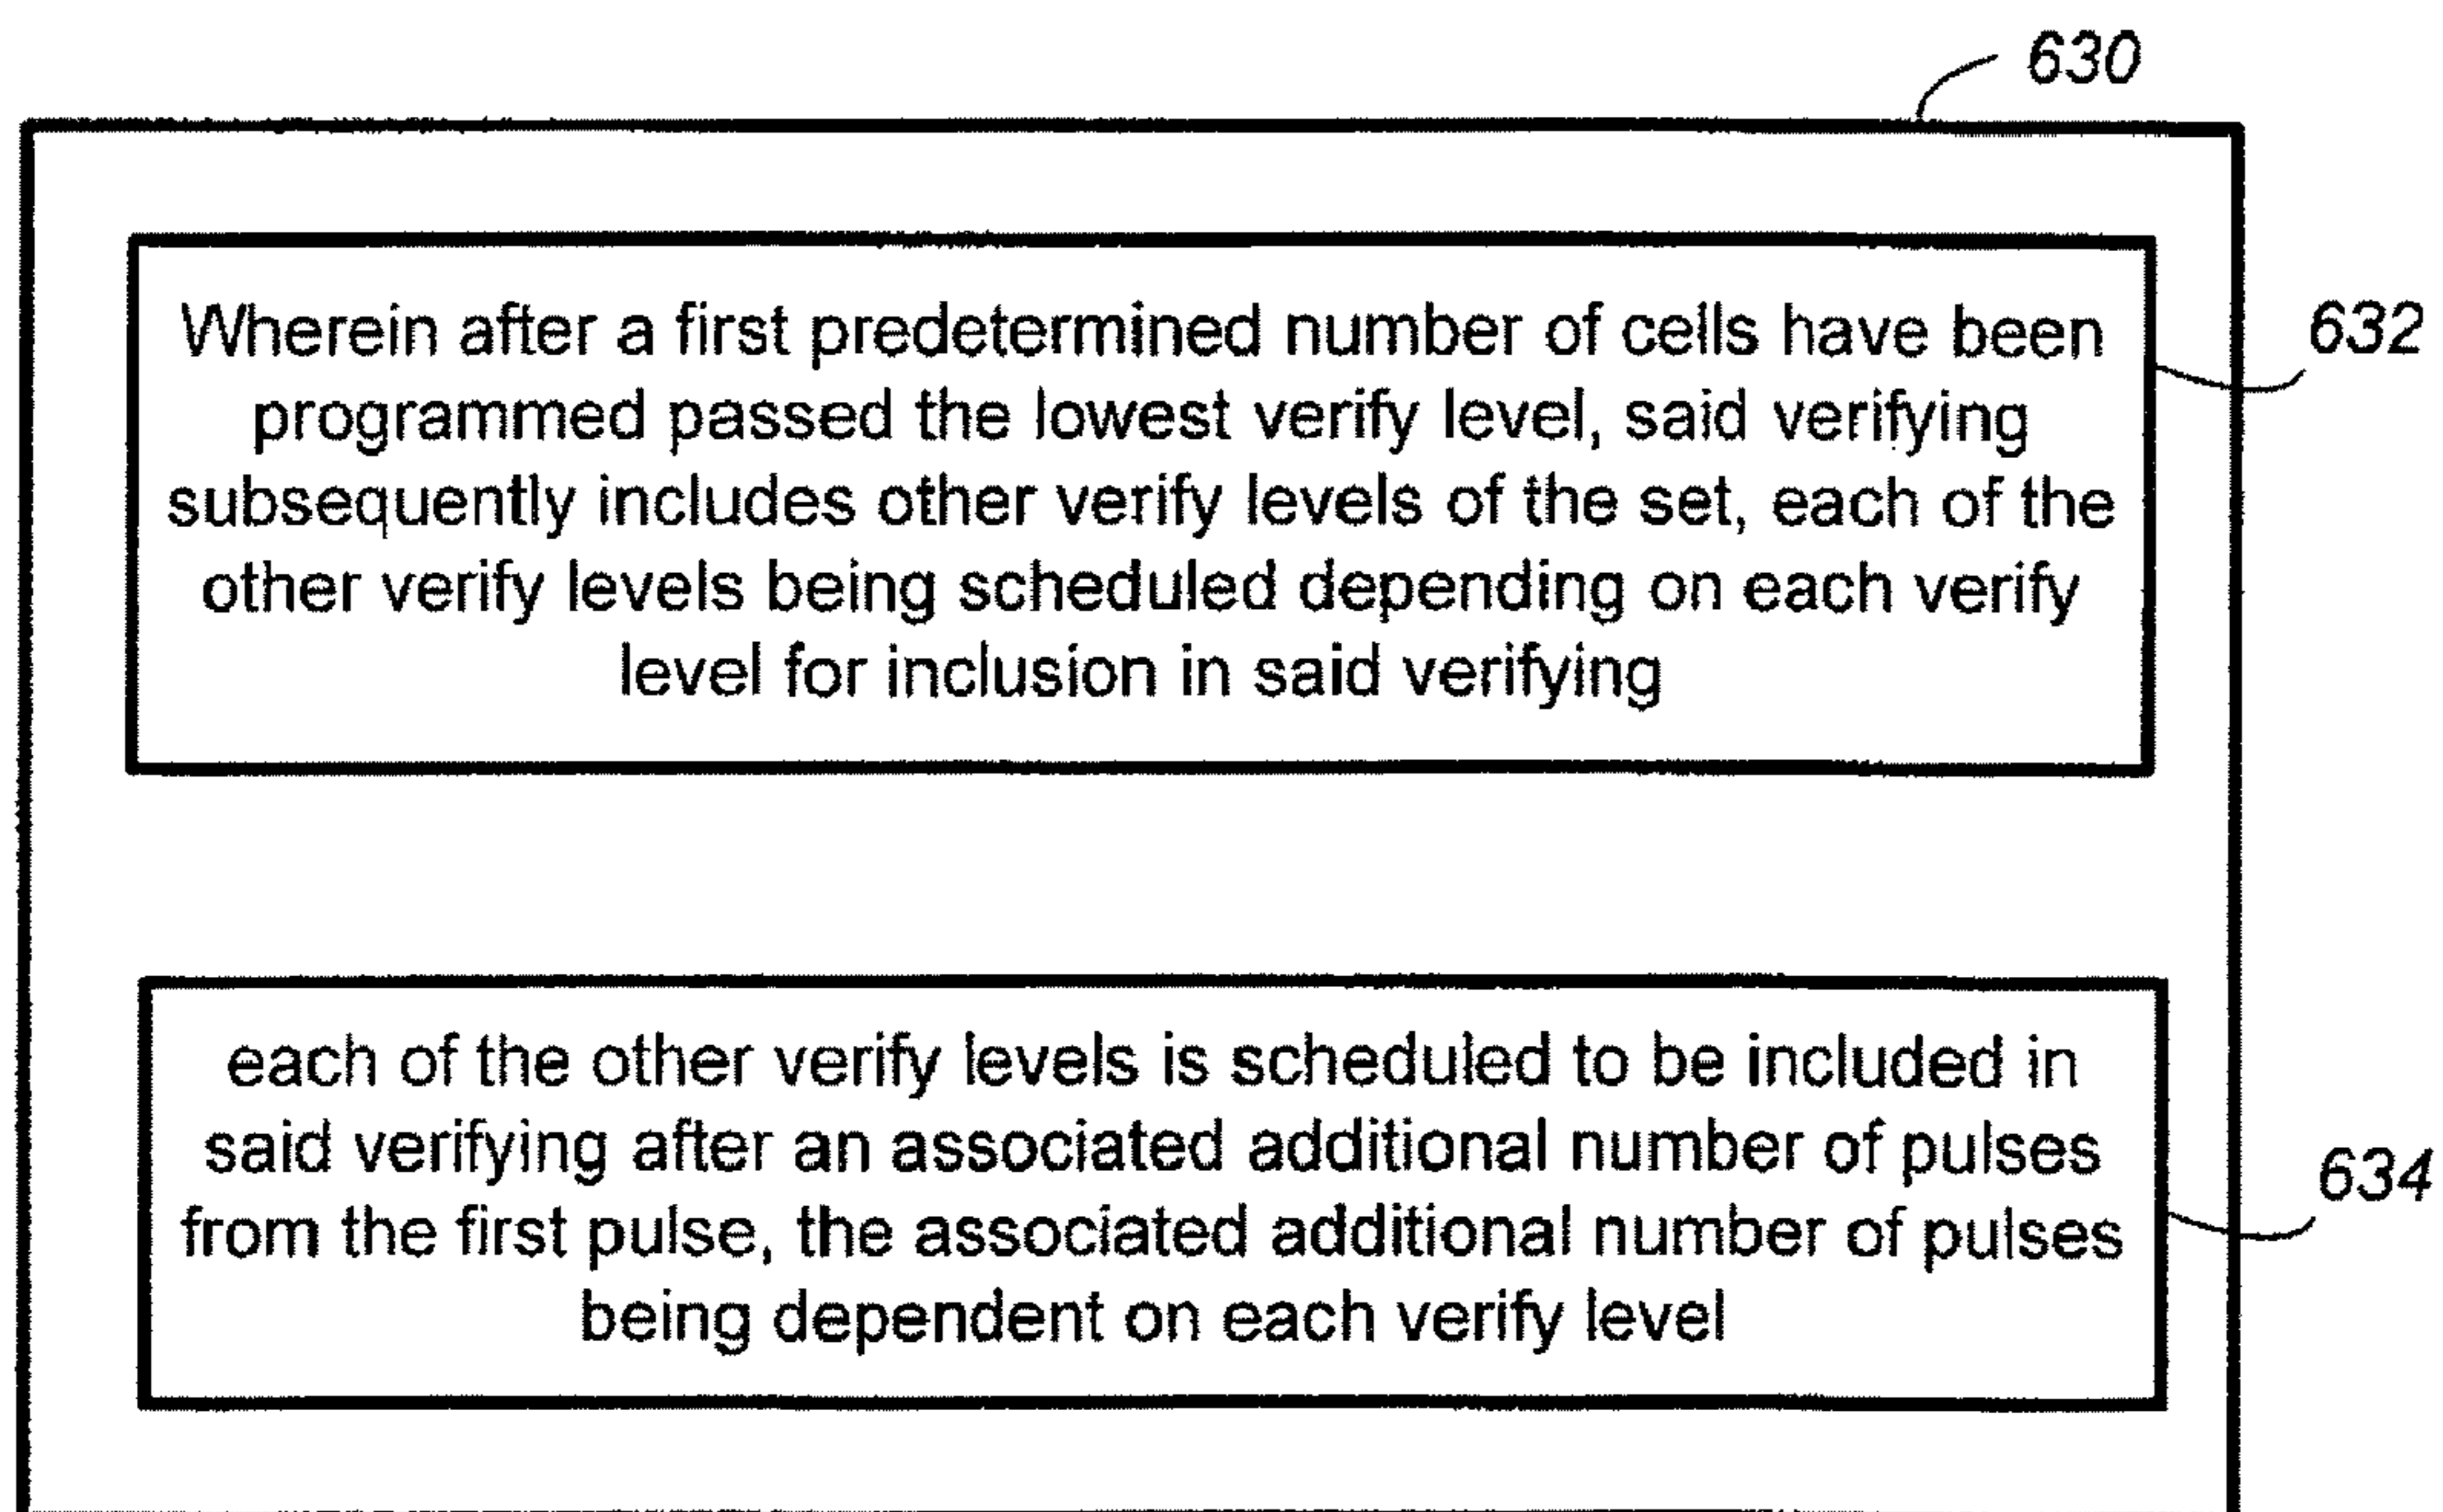 630
Wherein after a first predetermined number of cells have been
632
programmed passed the lowest verify level, said verifying
subsequently includes other verify levels of the set, each of the
other verify levels being scheduled depending on each verify
level for inclusion in said verifying
each of the other verify levels is scheduled to be included in
said verifying after an associated additional number of pulses
634
from the first pulse, the associated additional number of pulses
being dependent on each verify level